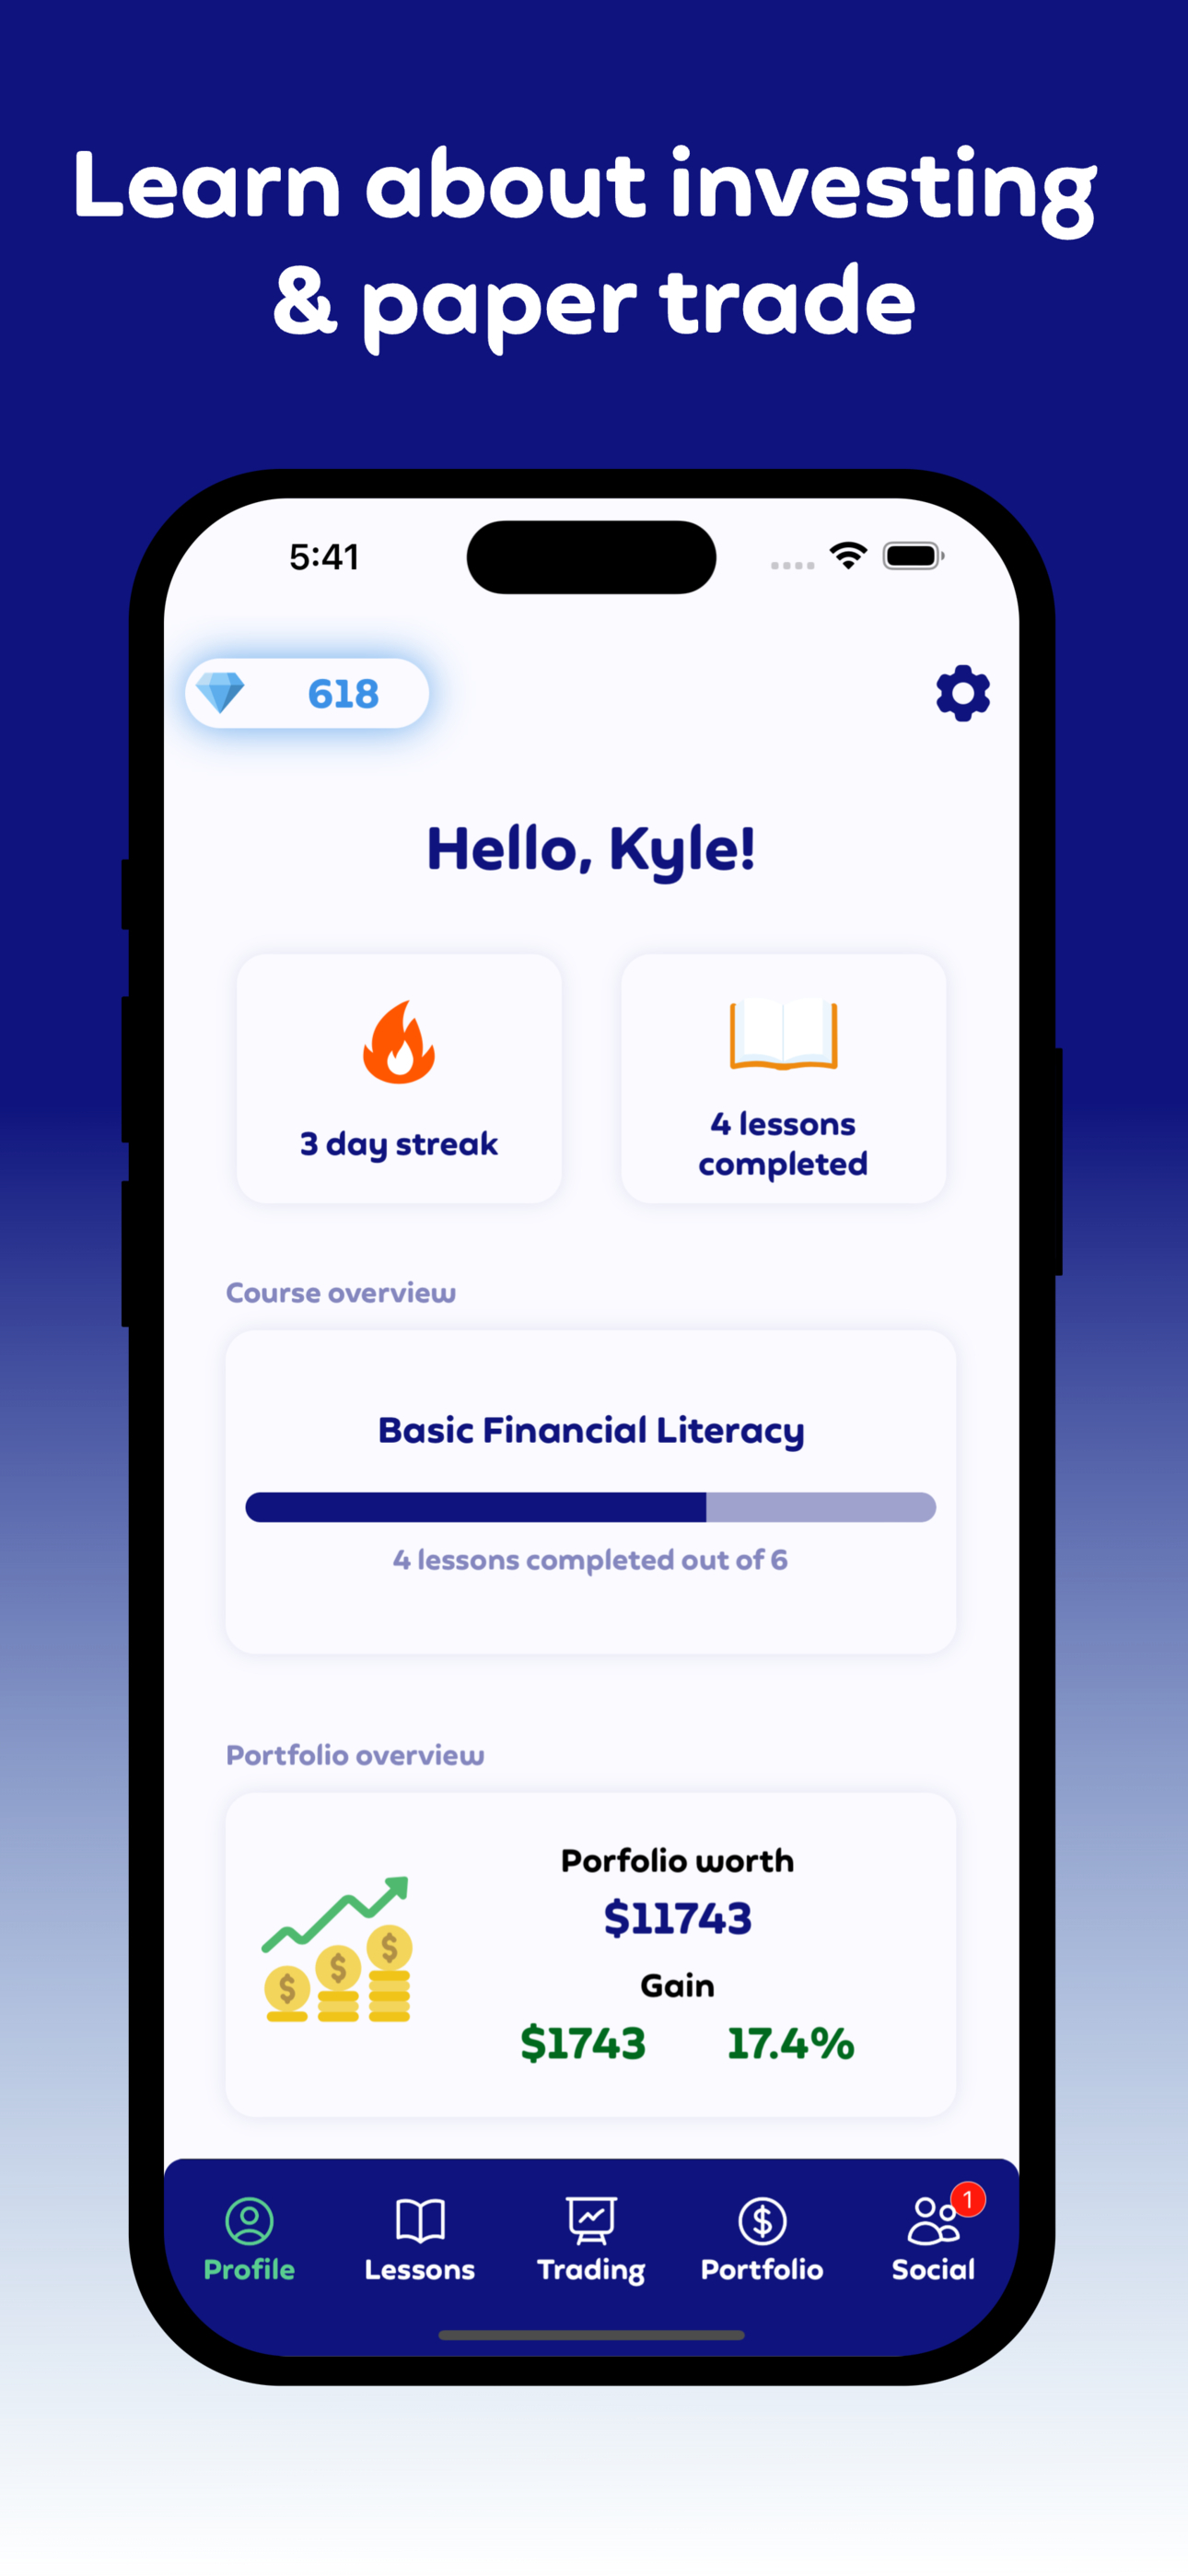 Learn about investing
& paper trade
5:41
618
Hello, Kyle!
3 day streak
4 lessons
completed
Course overview
Basic Financial Literacy
4 lessons completed out of 6
Portfolio overview
Porfolio worth
$11743
Gain
$1743 17.4%
$ $ $
1
Profile Lessons Trading Portfolio Social